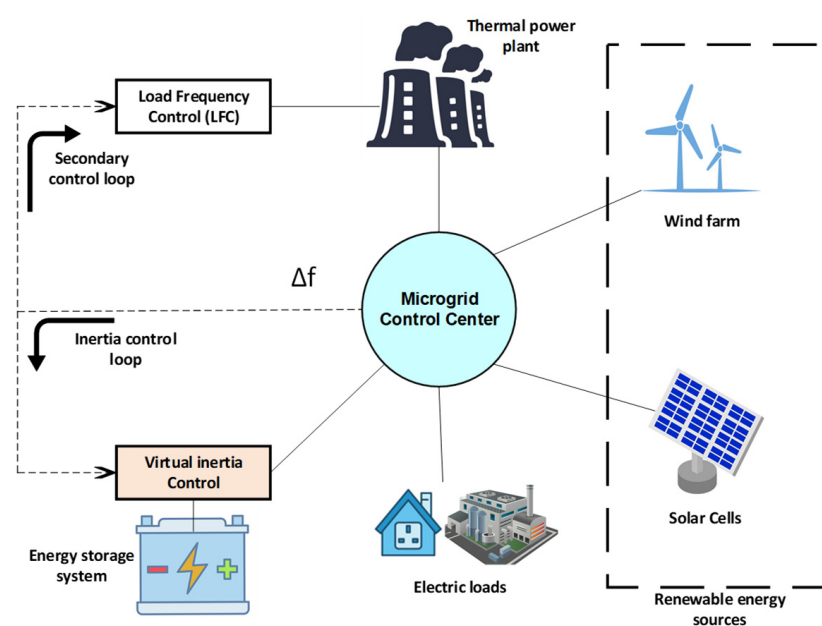 Thermal power
plant
Load Frequency
Control (LFC)
Secondary
control loop
Wind farm
Δf
Microgrid
Control Center
Inertia control
loop
Virtual inertia
Control
Solar Cells
Energy storage
system
Electric loads
Renewable energy
sources